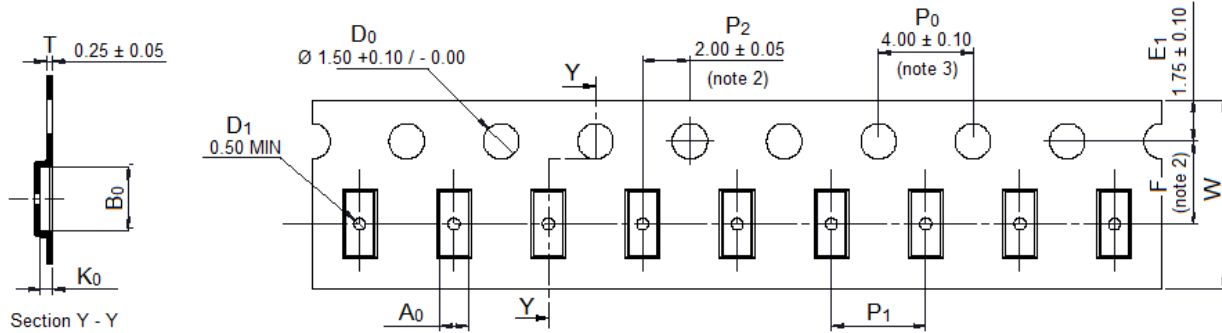 T 0.25 ± 0.05
B0
K0
Section Y - Y
D0
Ø 1.50 +0.10 / - 0.00
D1
0.50 MIN
Y
P2
2.00 ± 0.05
(note 2)
P0
4.00 ± 0.10
(note 3)
E1
1.75 ± 0.10
F
(note 2)
W
A0
Y
P1